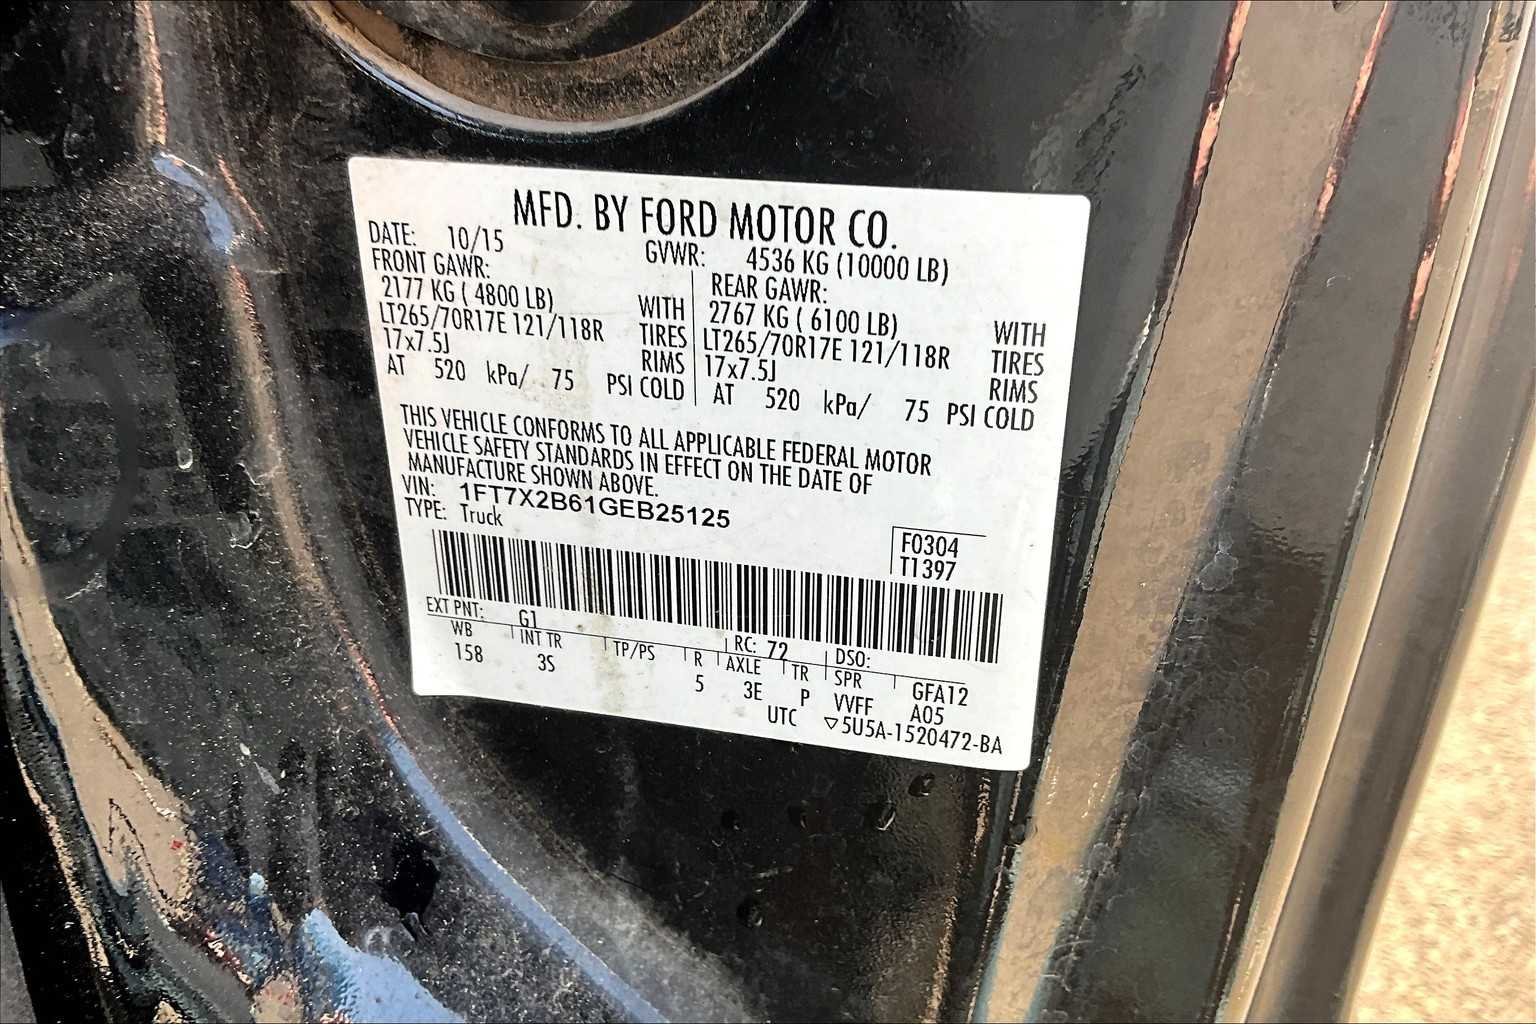 MFD. BY FORD MOTOR CO.
DATE: 10/15 GVWR: 4536 KG (10000 LB)
FRONT GAWR: REAR GAWR:
2177 KG ( 4800 LB) WITH 2767 KG ( 6100 LB) WITH
LT265/70R17E 121/118R TIRES LT265/70R17E 121/118R TIRES
17x7.5J RIMS 17x7.5J RIMS
AT 520 kPa/ 75 PSI COLD AT 520 kPa/ 75 PSI COLD
THIS VEHICLE CONFORMS TO ALL APPLICABLE FEDERAL MOTOR
VEHICLE SAFETY STANDARDS IN EFFECT ON THE DATE OF
MANUFACTURE SHOWN ABOVE.
VIN: 1FT7X2B61GEB25125
TYPE: Truck
F0304
T1397
EXT PNT: G1 RC: 72 DSO:
WB INT TR TP/PS R AXLE TR SPR GFA12
158 3S 5 3E P VVFF A05
UTC ▽5U5A-1520472-BA